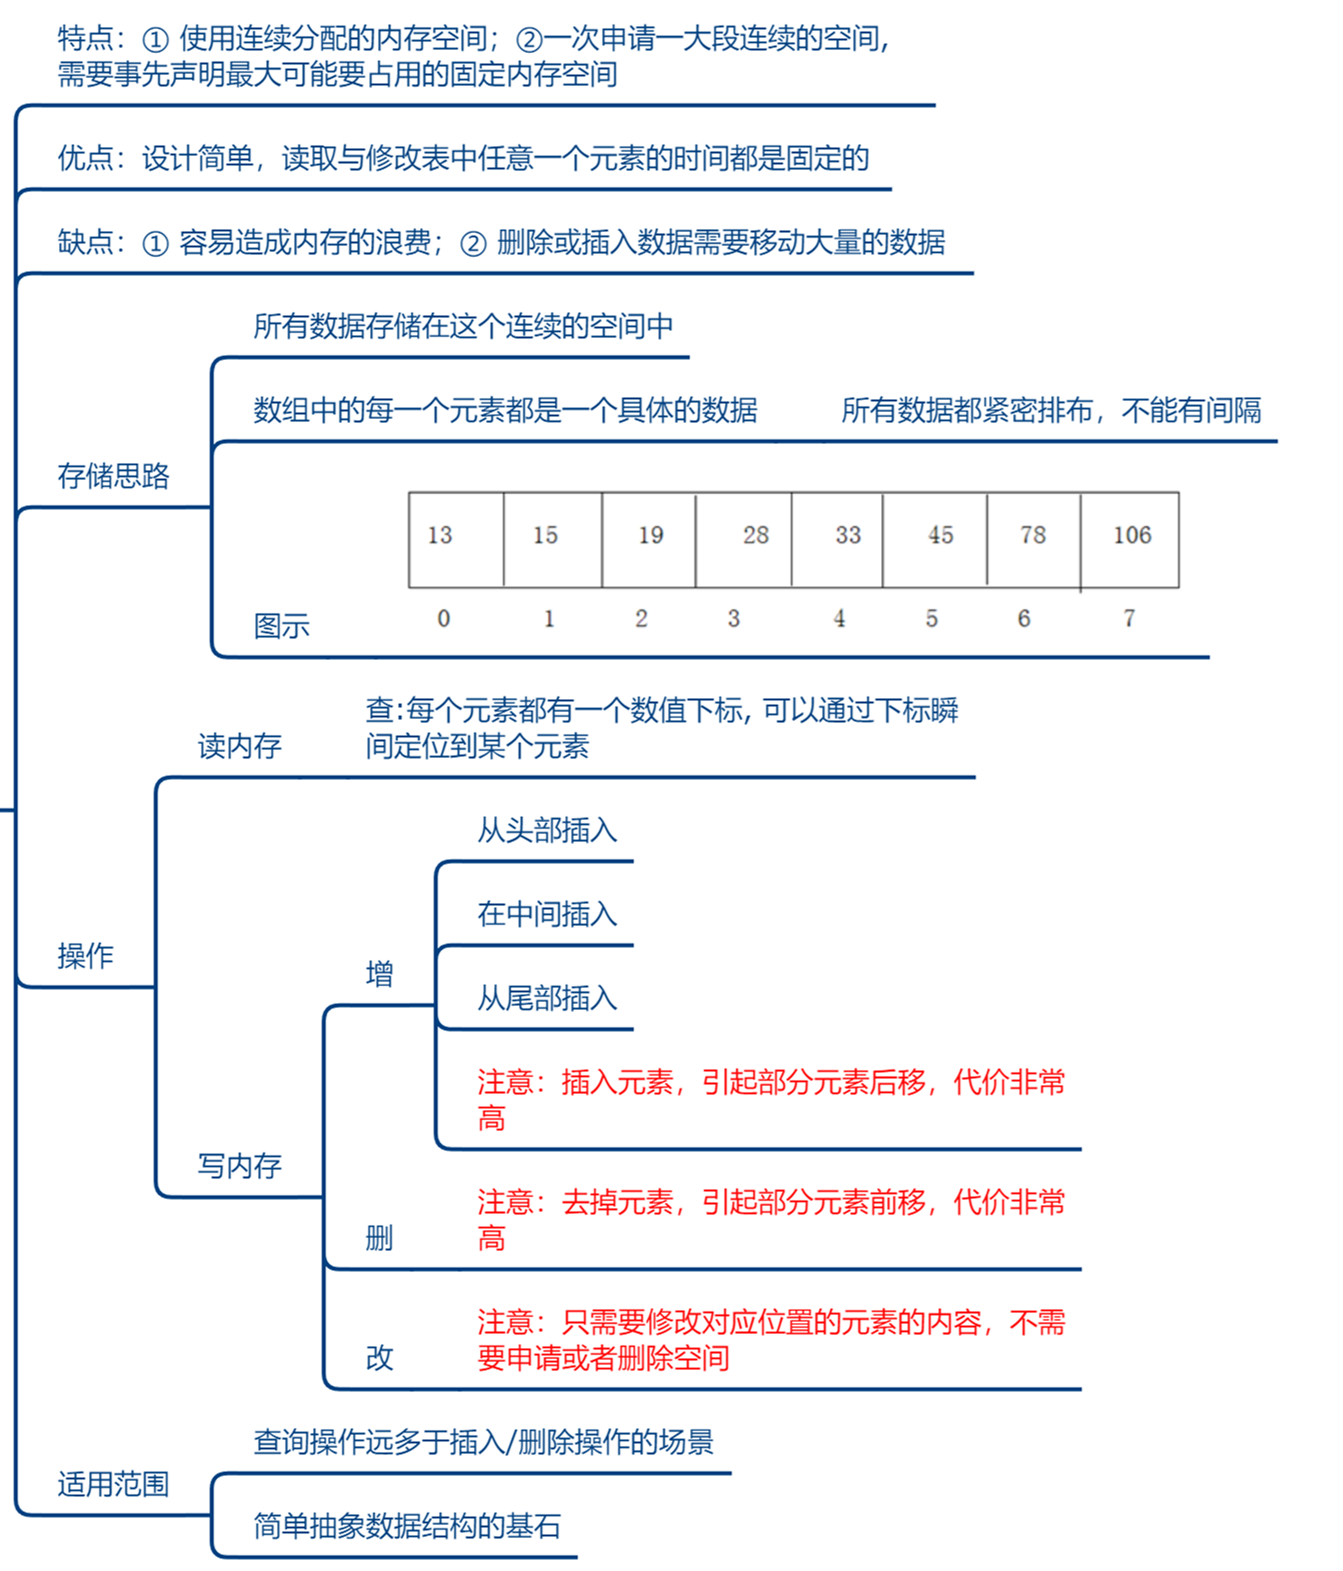 特点：① 使用连续分配的内存空间；②一次申请一大段连续的空间，
需要事先声明最大可能要占用的固定内存空间
优点：设计简单，读取与修改表中任意一个元素的时间都是固定的
缺点：① 容易造成内存的浪费；② 删除或插入数据需要移动大量的数据
存储思路
所有数据存储在这个连续的空间中
数组中的每一个元素都是一个具体的数据 所有数据都紧密排布，不能有间隔
图示
13 15 19 28 33 45 78 106
0 1 2 3 4 5 6 7
操作
读内存
查:每个元素都有一个数值下标, 可以通过下标瞬
间定位到某个元素
写内存
增
从头部插入
在中间插入
从尾部插入
注意：插入元素，引起部分元素后移，代价非常
高
删
注意：去掉元素，引起部分元素前移，代价非常
高
改
注意：只需要修改对应位置的元素的内容，不需
要申请或者删除空间
适用范围
查询操作远多于插入/删除操作的场景
简单抽象数据结构的基石